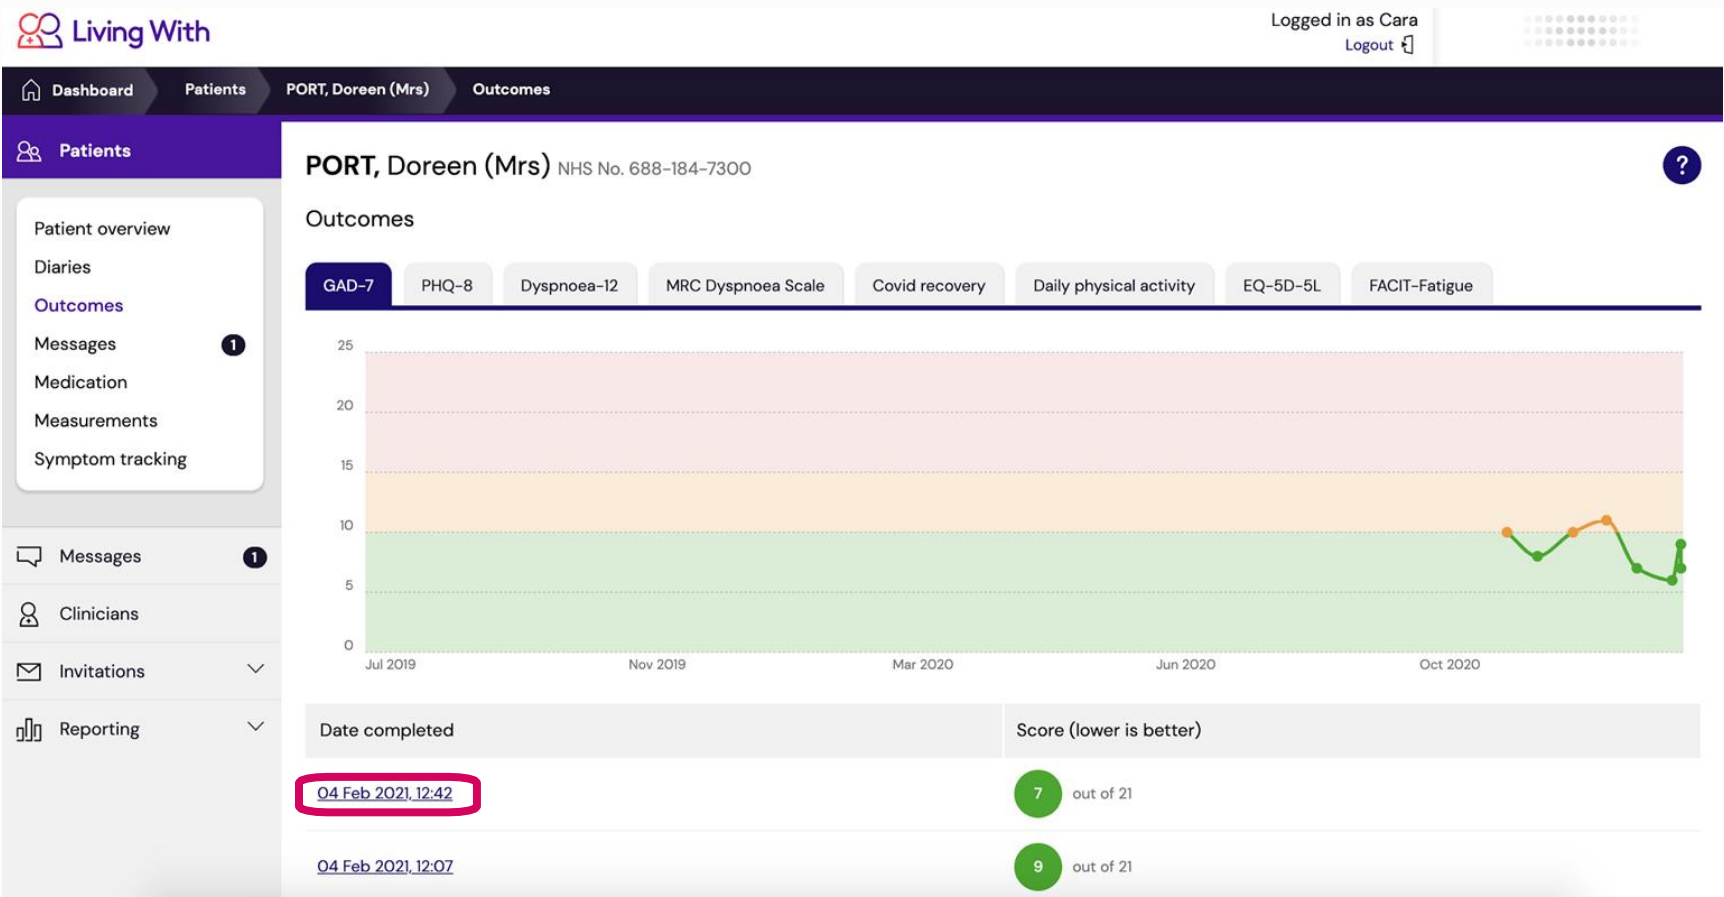 Living With
Logged in as Cara
Logout
Dashboard Patients PORT, Doreen (Mrs) Outcomes
Patients
Patient overview
Diaries
Outcomes
Messages 1
Medication
Measurements
Symptom tracking
Messages 1
Clinicians
Invitations
Reporting
PORT, Doreen (Mrs) NHS No. 688-184-7300
?
Outcomes
GAD-7 PHQ-8 Dyspnoea-12 MRC Dyspnoea Scale Covid recovery Daily physical activity EQ-5D-5L FACIT-Fatigue
25
20
15
10
5
0
Jul 2019 Nov 2019 Mar 2020 Jun 2020 Oct 2020
Date completed Score (lower is better)
04 Feb 2021, 12:42 7 out of 21
04 Feb 2021, 12:07 9 out of 21